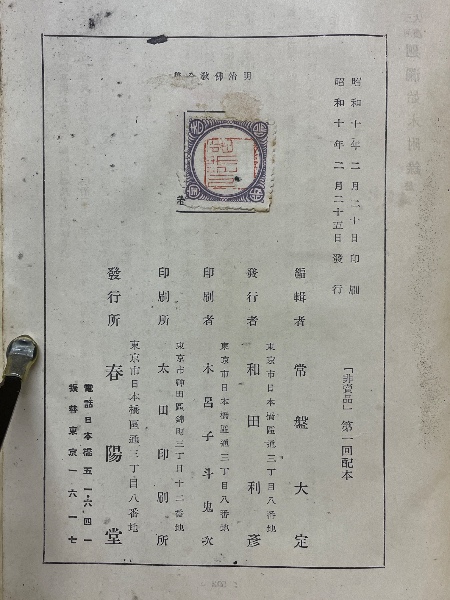 昭和十年二月二十日印刷
昭和十年二月二十五日發行
「非賣品」第一回配本
明治佛教全集
編輯者　常盤大定
東京市日本橋區通三丁目八番地
發行者　和田利彥
東京市日本橋區通三丁目八番地
印刷者　木呂子斗鬼次
東京市神田區錦町三丁目十二番地
印刷所　太田印刷所
東京市日本橋區通三丁目八番地
發行所　春陽堂
電話日本橋五一・六・四一
振替東京一六一一七